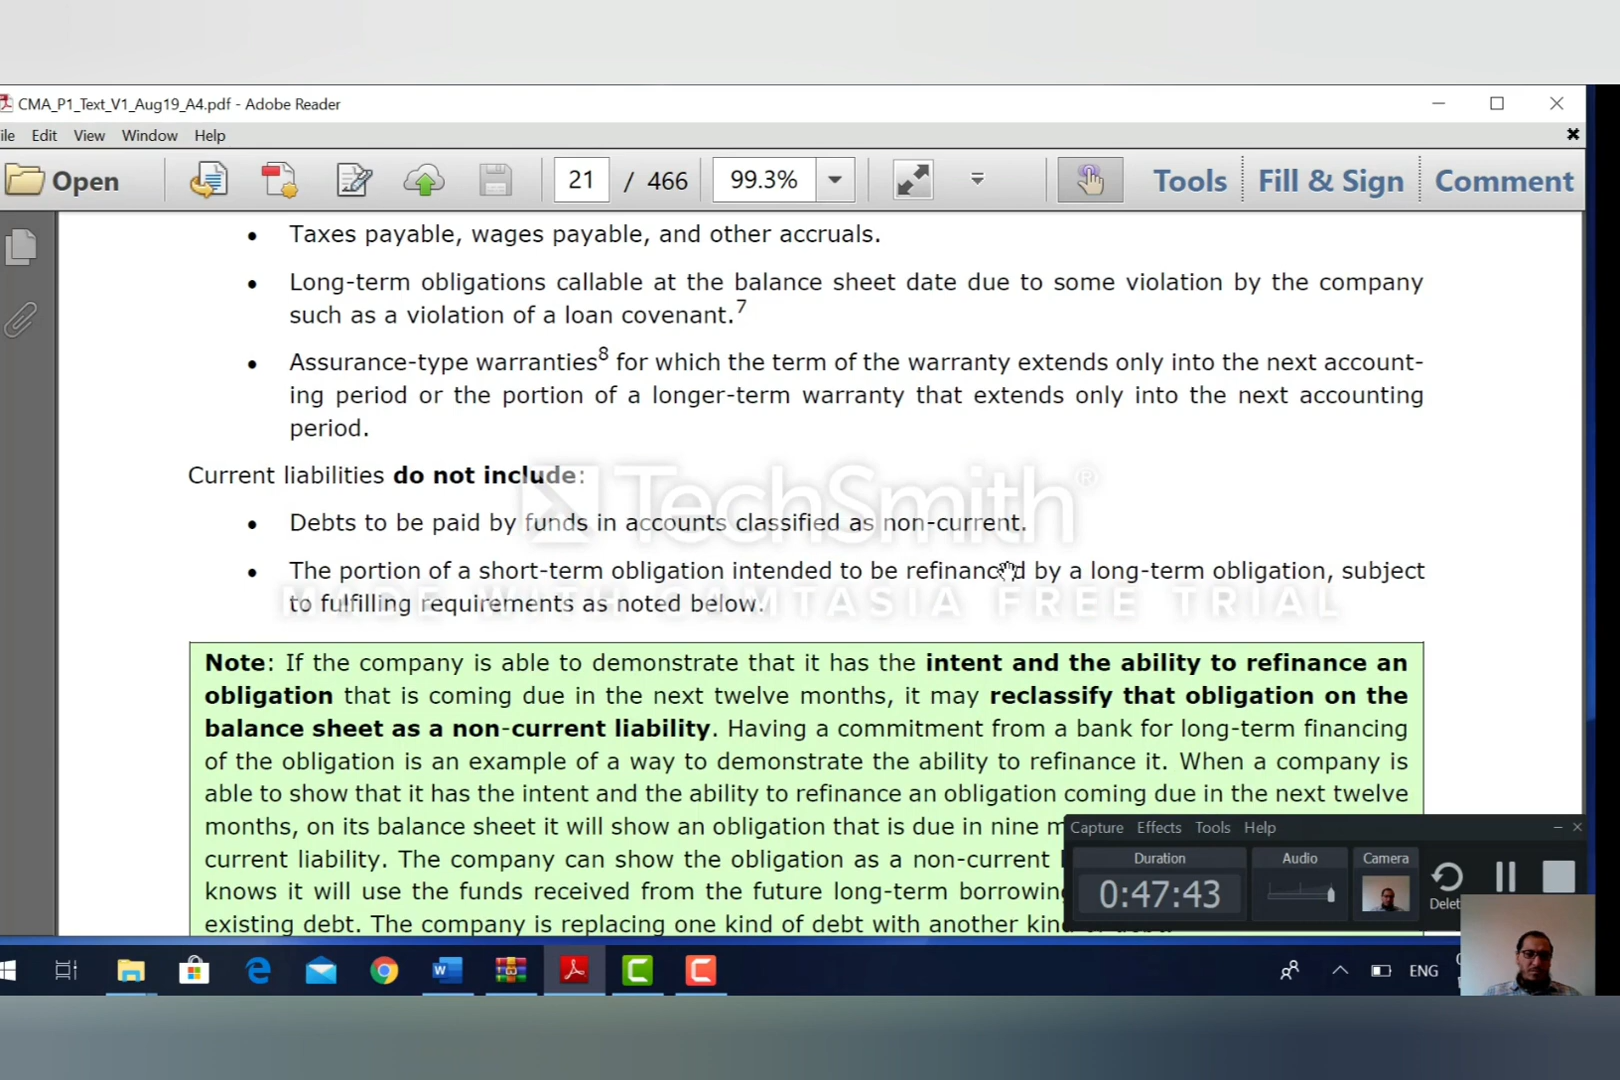 CMA_P1_Text_V1_Aug19_A4.pdf - Adobe Reader
ile Edit View Window Help
Open 21 / 466 99.3% Tools Fill & Sign Comment
• Taxes payable, wages payable, and other accruals.
• Long-term obligations callable at the balance sheet date due to some violation by the company
such as a violation of a loan covenant.7
• Assurance-type warranties8 for which the term of the warranty extends only into the next account-
ing period or the portion of a longer-term warranty that extends only into the next accounting
period.
Current liabilities do not include:
• Debts to be paid by funds in accounts classified as non-current.
• The portion of a short-term obligation intended to be refinanced by a long-term obligation, subject
to fulfilling requirements as noted below.
TechSmith®
MADE WITH CAMTASIA FREE TRIAL
Note: If the company is able to demonstrate that it has the intent and the ability to refinance an
obligation that is coming due in the next twelve months, it may reclassify that obligation on the
balance sheet as a non-current liability. Having a commitment from a bank for long-term financing
of the obligation is an example of a way to demonstrate the ability to refinance it. When a company is
able to show that it has the intent and the ability to refinance an obligation coming due in the next twelve
months, on its balance sheet it will show an obligation that is due in nine m
current liability. The company can show the obligation as a non-current
knows it will use the funds received from the future long-term borrowing
existing debt. The company is replacing one kind of debt with another kind of debt.
Capture Effects Tools Help
Duration Audio Camera
0:47:43
Delet
ENG